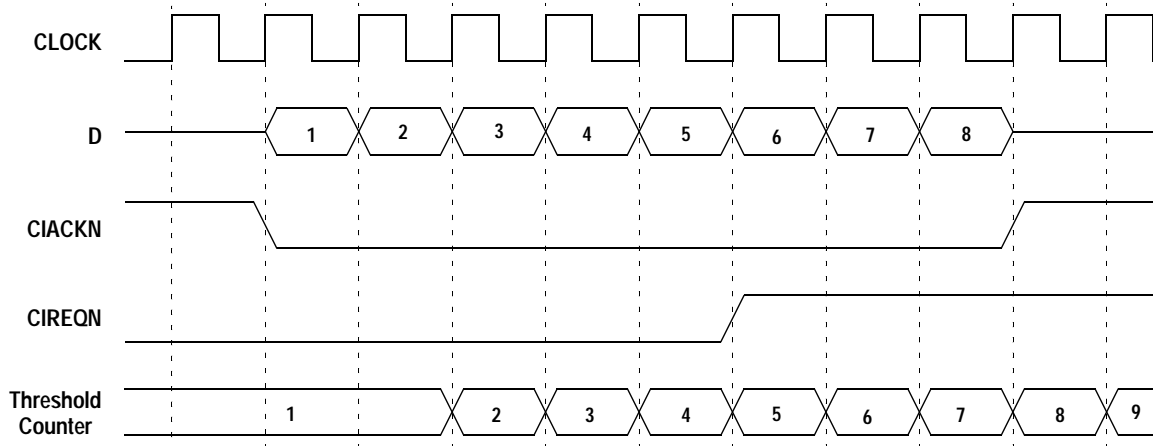 CLOCK
D
1 2 3 4 5 6 7 8
CIACKN
CIREQN
Threshold
Counter
1 2 3 4 5 6 7 8 9